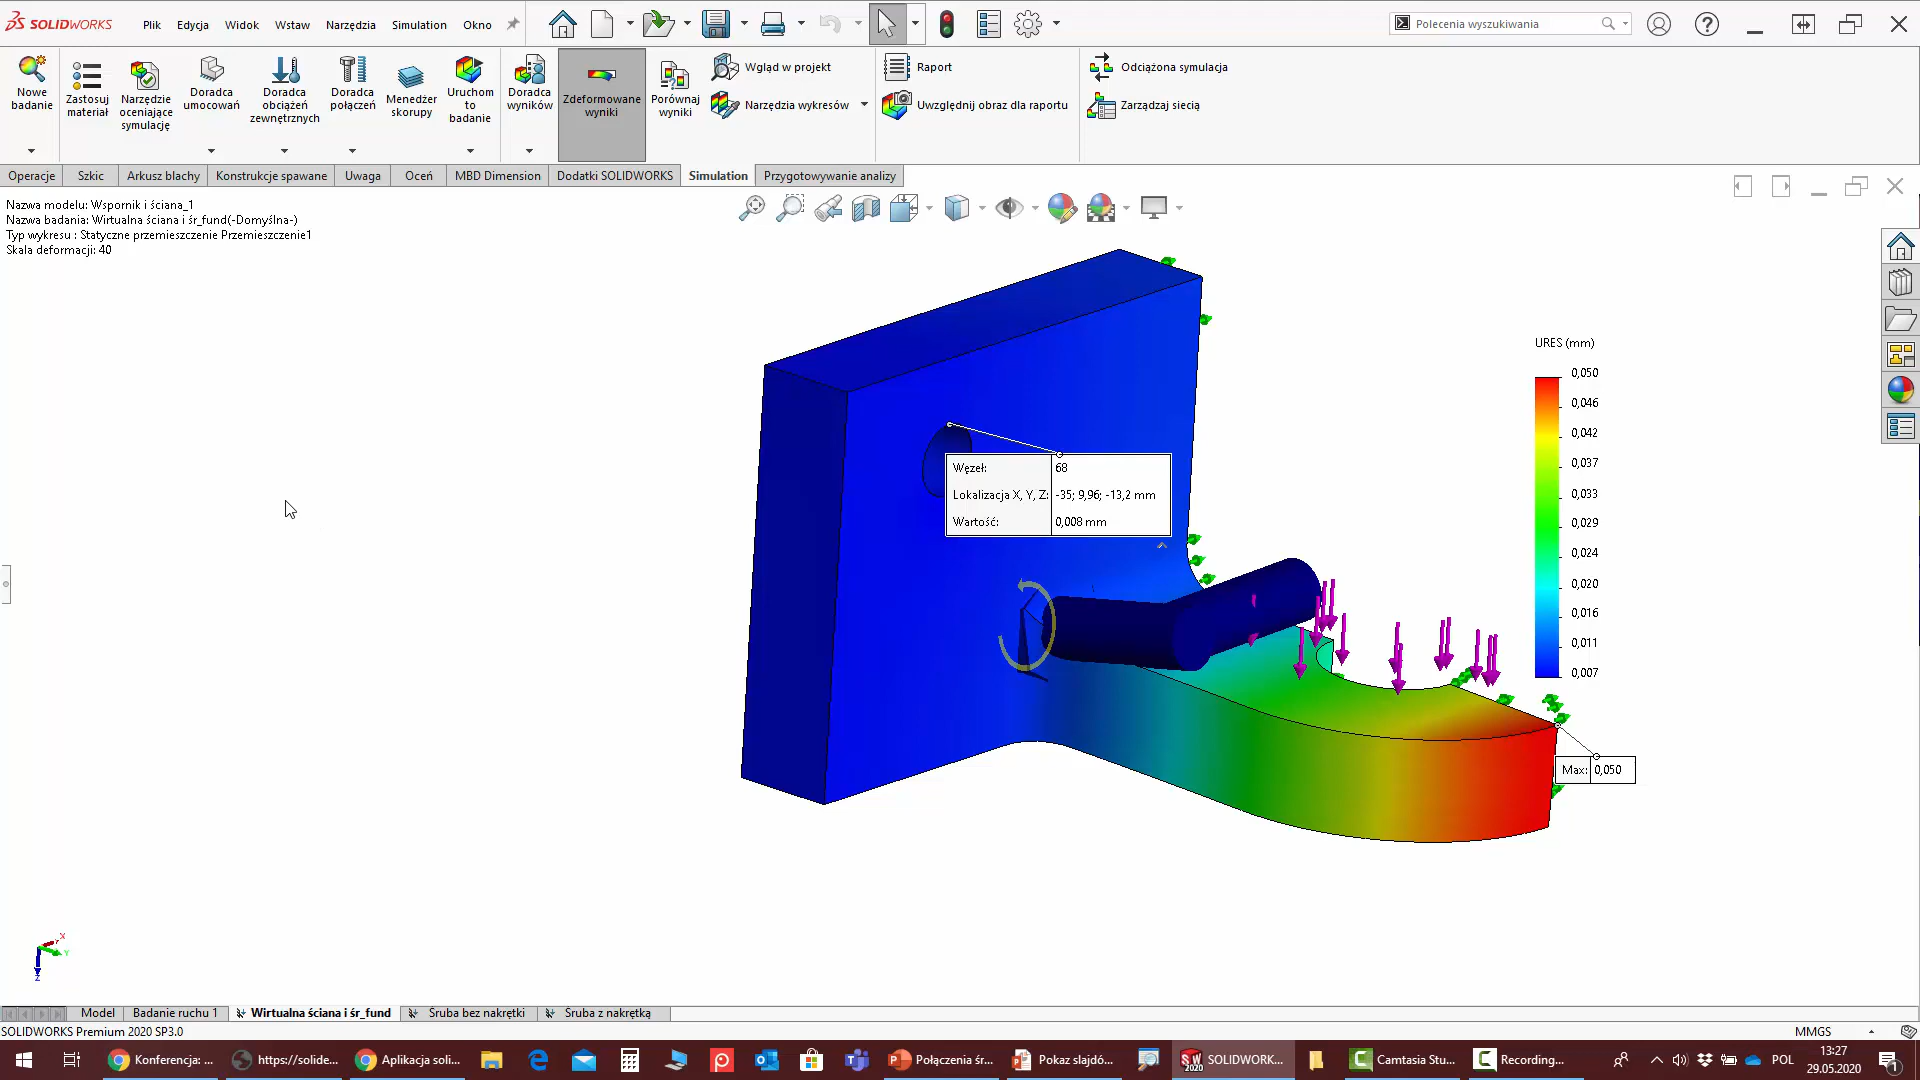 SOLIDWORKS
Plik Edycja Widok Wstaw Narzędzia Simulation Okno
Polecenia wyszukiwania
Nowe badanie
Zastosuj materiał
Narzędzie oceniające symulację
Doradca umocowań
Doradca obciążeń zewnętrznych
Doradca połączeń
Menedżer skorupy
Uruchom to badanie
Doradca wyników
Zdeformowane wyniki
Porównaj wyniki
Wgląd w projekt
Narzędzia wykresów
Raport
Uwzględnij obraz dla raportu
Odciążona symulacja
Zarządzaj siecią
Operacje Szkic Arkusz blachy Konstrukcje spawane Uwaga Oceń MBD Dimension Dodatki SOLIDWORKS Simulation Przygotowywanie analizy
Nazwa modelu: Wspornik i ściana_1
Nazwa badania: Wirtualna ściana i śr_fund(-Domyślna-)
Typ wykresu : Statyczne przemieszczenie Przemieszczenie1
Skala deformacji: 40
URES (mm)
0,050
0,046
0,042
0,037
0,033
0,029
0,024
0,020
0,016
0,011
0,007
Węzeł: 68
Lokalizacja X, Y, Z: -35; 9,96; -13,2 mm
Wartość: 0,008 mm
Max: 0,050
X
Y
Z
Model Badanie ruchu 1 Wirtualna ściana i śr_fund Śruba bez nakrętki Śruba z nakrętką
SOLIDWORKS Premium 2020 SP3.0
MMGS
Konferencja: ... https://solide... Aplikacja soli... Połączenia śr... Pokaz slajdó... SOLIDWORK... Camtasia Stu... Recording...
POL
13:27
29.05.2020
1